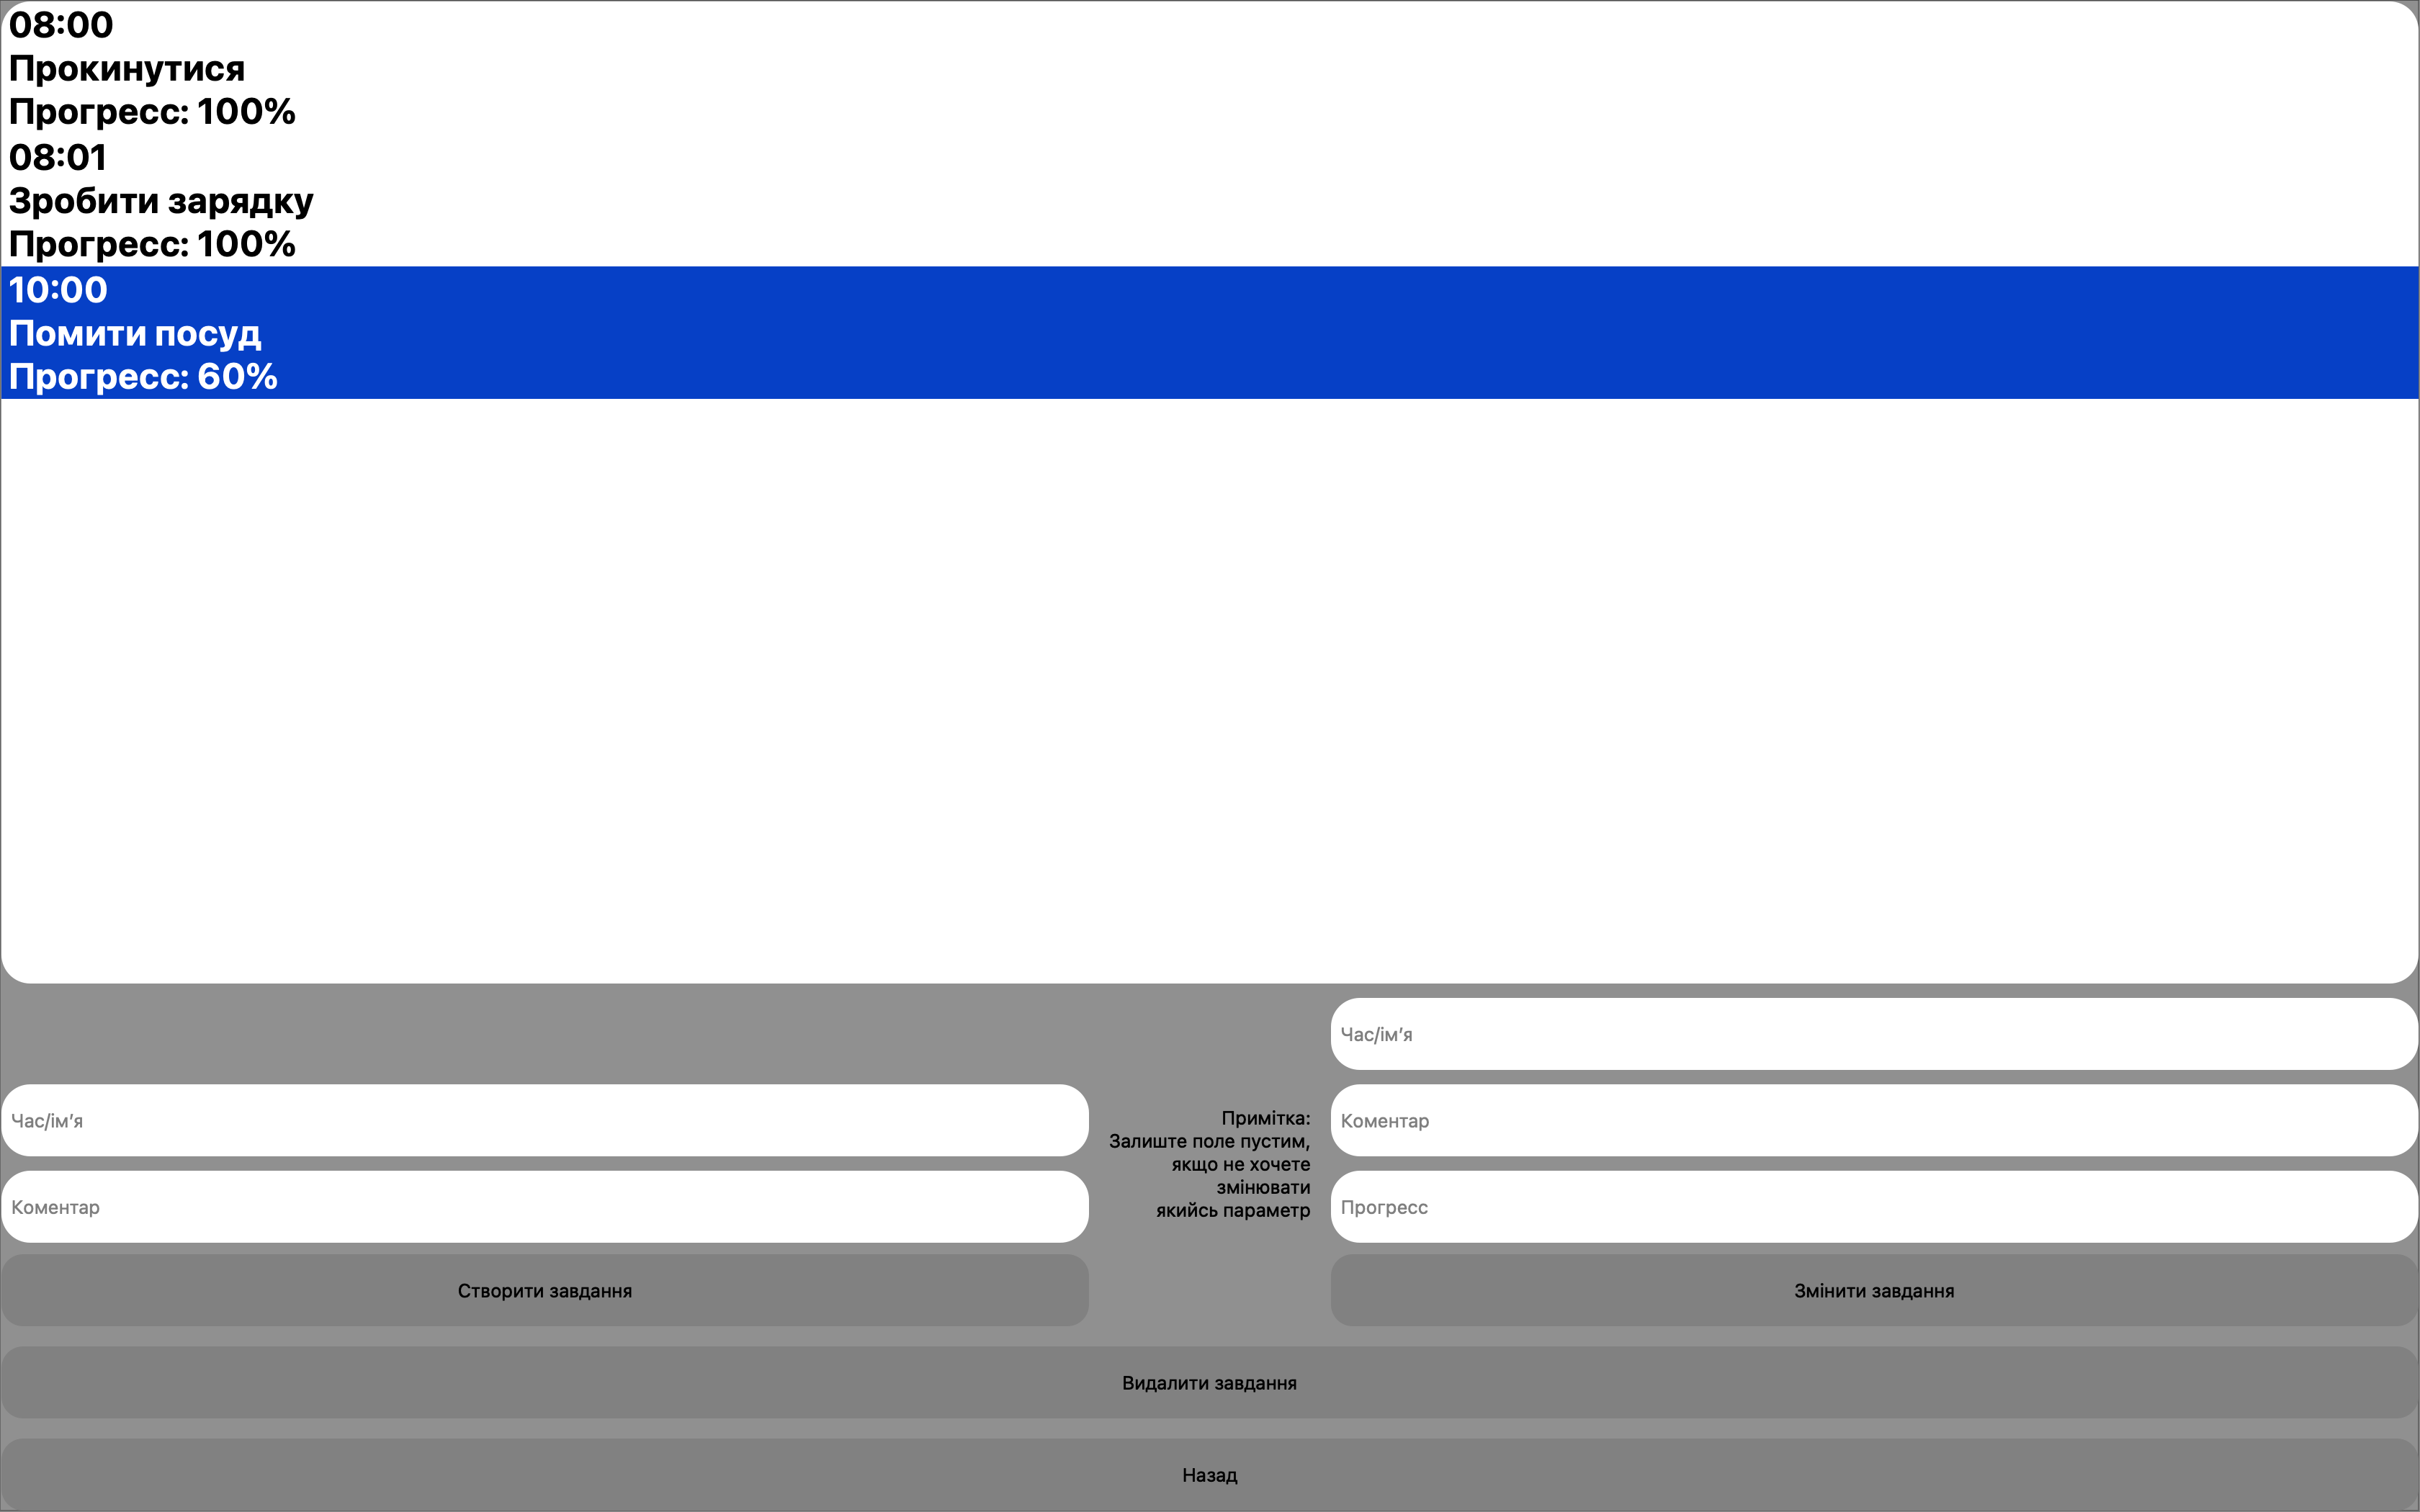 08:00
Прокинутися
Прогресс: 100%
08:01
Зробити зарядку
Прогресс: 100%
10:00
Помити посуд
Прогресс: 60%
Час/ім'я
Коментар
Створити завдання
Примітка:
Залиште поле пустим,
якщо не хочете
змінювати
якийсь параметр
Час/ім'я
Коментар
Прогресс
Змінити завдання
Видалити завдання
Назад